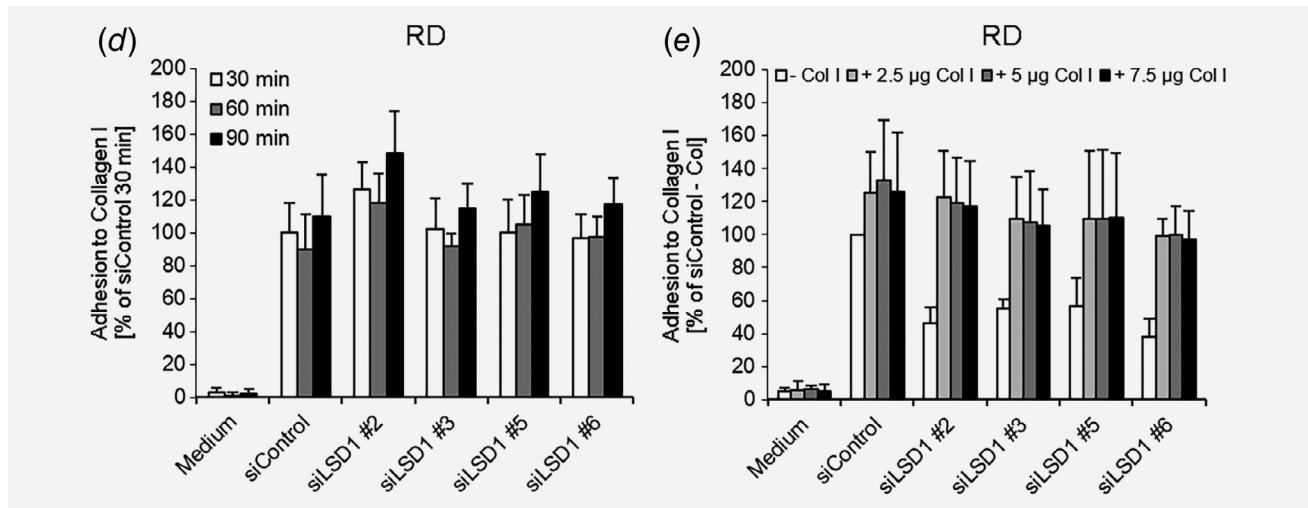 (d)
RD
Adhesion to Collagen I
[% of siControl 30 min]
200
180
160
140
120
100
80
60
40
20
0
30 min
60 min
90 min
Medium
siControl
siLSD1 #2
siLSD1 #3
siLSD1 #5
siLSD1 #6
(e)
RD
Adhesion to Collagen I
[% of siControl - Col]
200
180
160
140
120
100
80
60
40
20
0
- Col I + 2.5 µg Col I + 5 µg Col I + 7.5 µg Col I
Medium
siControl
siLSD1 #2
siLSD1 #3
siLSD1 #5
siLSD1 #6